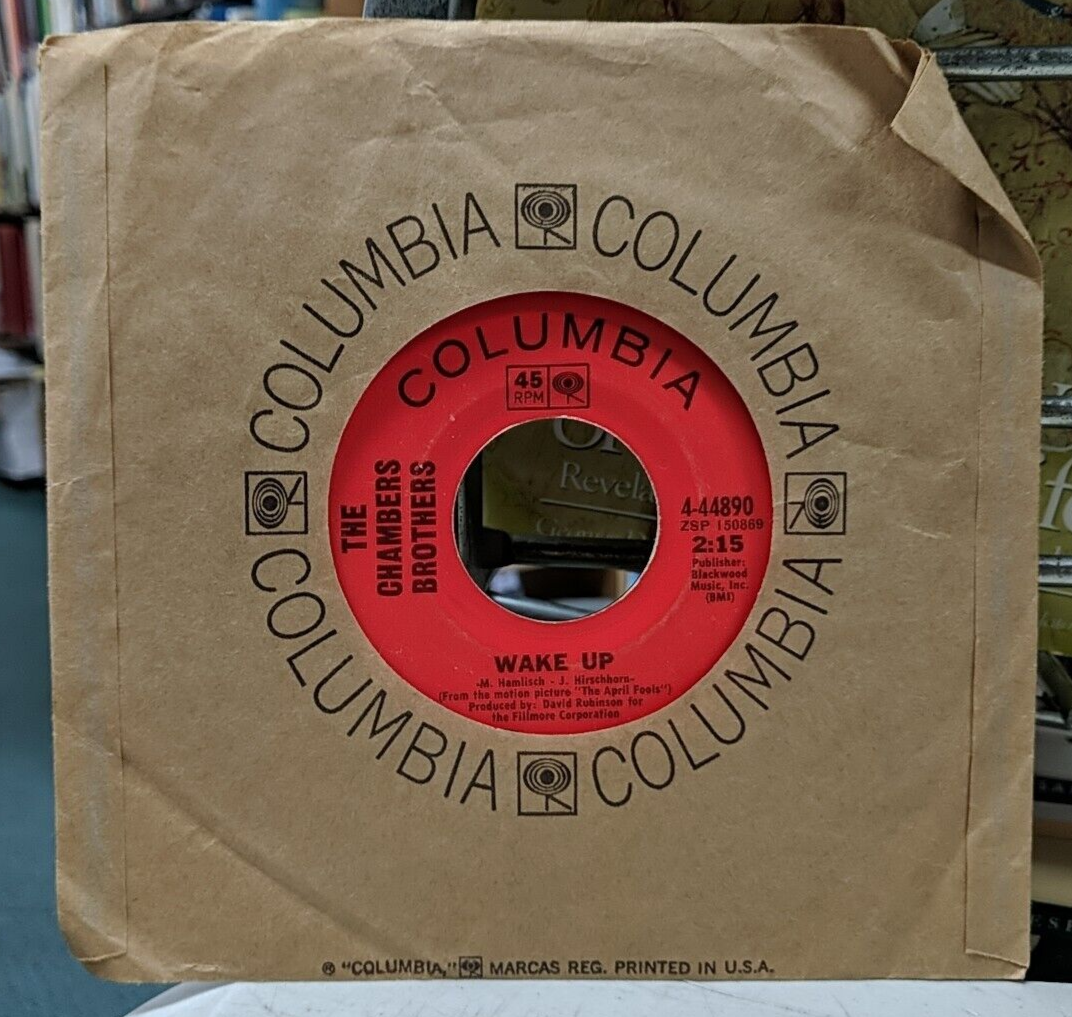 COLUMBIA COLUMBIA
COLUMBIA COLUMBIA
COLUMBIA
45
RPM
THE
CHAMBERS
BROTHERS
4-44890
ZSP 150869
2:15
Publisher:
Blackwood
Music, Inc.
(BMI)
WAKE UP
-M. Hamlisch - J. Hirschhorn-
(From the motion picture "The April Fools")
Produced by: David Rubinson for
the Fillmore Corporation
Revela
® "COLUMBIA," MARCAS REG. PRINTED IN U.S.A.